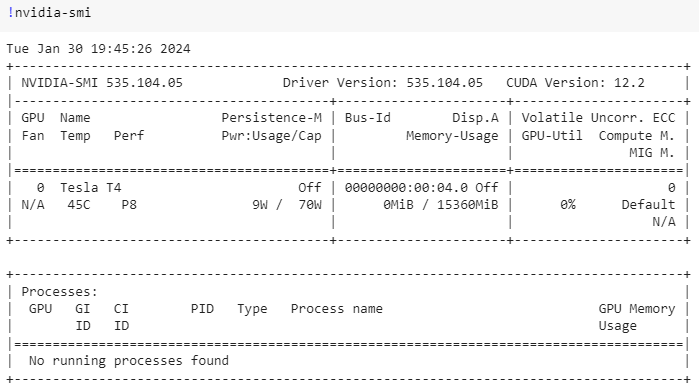 !nvidia-smi
Tue Jan 30 19:45:26 2024
+---------------------------------------------------------------------------------------+
| NVIDIA-SMI 535.104.05             Driver Version: 535.104.05   CUDA Version: 12.2     |
|-----------------------------------------+----------------------+----------------------+
| GPU  Name                 Persistence-M | Bus-Id        Disp.A | Volatile Uncorr. ECC |
| Fan  Temp   Perf          Pwr:Usage/Cap |         Memory-Usage | GPU-Util  Compute M. |
|                                         |                      |               MIG M. |
|=========================================+======================+======================|
|   0  Tesla T4                       Off | 00000000:00:04.0 Off |                    0 |
| N/A   45C    P8               9W /  70W |      0MiB / 15360MiB |      0%      Default |
|                                         |                      |                  N/A |
+-----------------------------------------+----------------------+----------------------+
+---------------------------------------------------------------------------------------+
| Processes:                                                                            |
|  GPU   GI   CI        PID   Type   Process name                            GPU Memory |
|        ID   ID                                                             Usage      |
|=======================================================================================|
|  No running processes found                                                           |
+---------------------------------------------------------------------------------------+